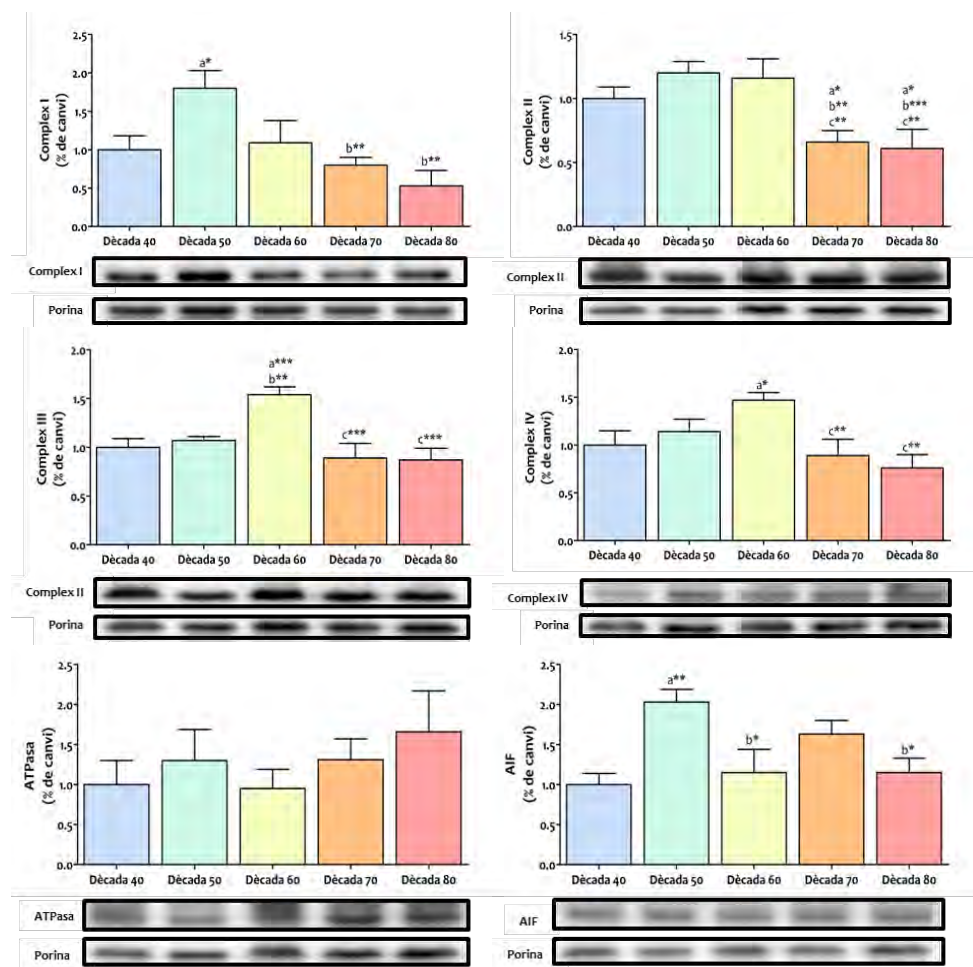 Complex I
(% de canvi)
2.5
2.0
1.5
1.0
0.5
0.0
a*
b**
b**
Dècada 40 Dècada 50 Dècada 60 Dècada 70 Dècada 80
Complex I
Porina
Complex II
(% de canvi)
1.5
1.0
0.5
0.0
a*
b**
c**
a*
b***
c**
Dècada 40 Dècada 50 Dècada 60 Dècada 70 Dècada 80
Complex II
Porina
Complex III
(% de canvi)
2.0
1.5
1.0
0.5
0.0
a***
b**
c***
c***
Dècada 40 Dècada 50 Dècada 60 Dècada 70 Dècada 80
Complex II
Porina
Complex IV
(% de canvi)
2.0
1.5
1.0
0.5
0.0
a*
c**
c**
Dècada 40 Dècada 50 Dècada 60 Dècada 70 Dècada 80
Complex IV
Porina
ATPasa
(% de canvi)
2.5
2.0
1.5
1.0
0.5
0.0
Dècada 40 Dècada 50 Dècada 60 Dècada 70 Dècada 80
ATPasa
Porina
AIF
(% de canvi)
2.5
2.0
1.5
1.0
0.5
0.0
a**
b*
b*
Dècada 40 Dècada 50 Dècada 60 Dècada 70 Dècada 80
AIF
Porina